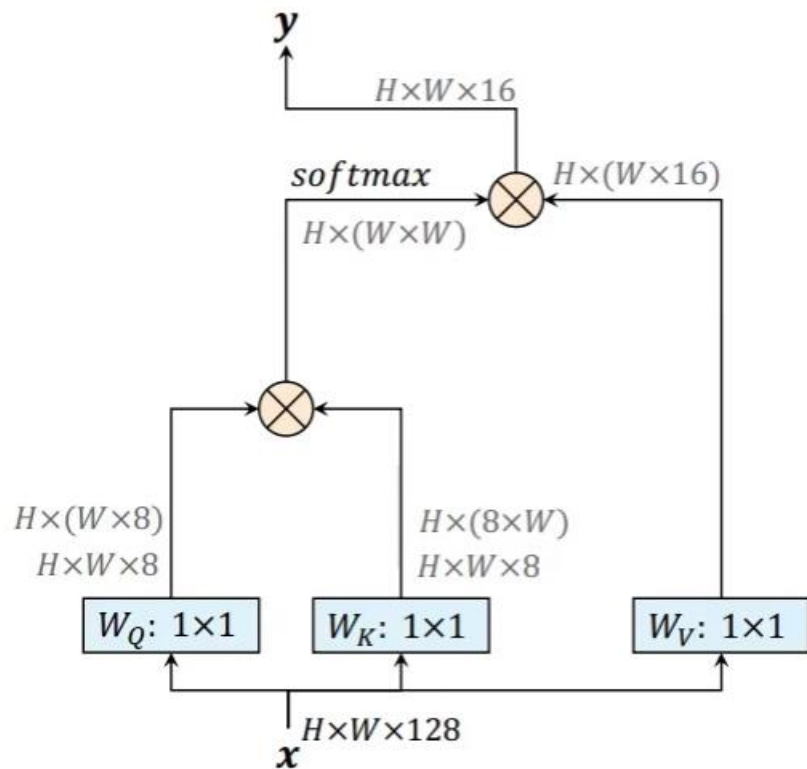 y
H×W×16
softmax
H×(W×16)
H×(W×W)
H×(W×8)
H×(8×W)
H×W×8
H×W×8
W_Q: 1×1
W_K: 1×1
W_V: 1×1
H×W×128
x